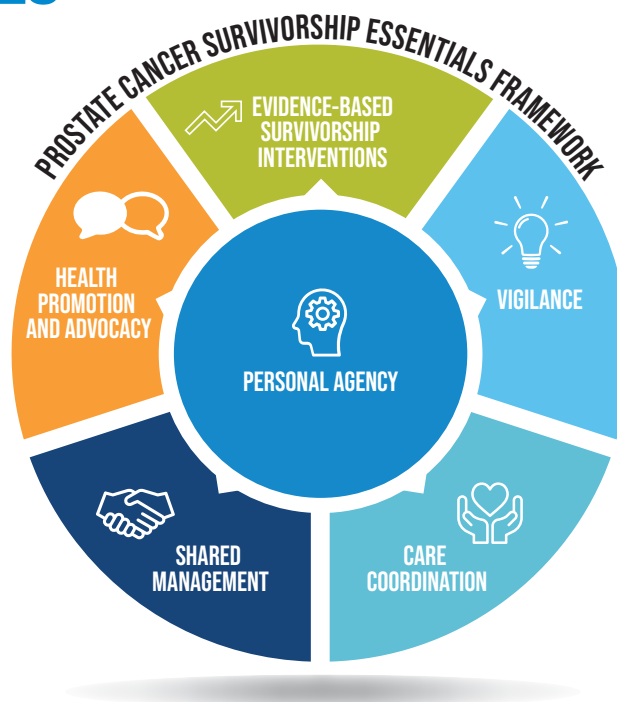 PROSTATE CANCER SURVIVORSHIP ESSENTIALS FRAMEWORK
EVIDENCE-BASED
SURVIVORSHIP
INTERVENTIONS
HEALTH
PROMOTION
AND ADVOCACY
VIGILANCE
PERSONAL AGENCY
SHARED
MANAGEMENT
CARE
COORDINATION